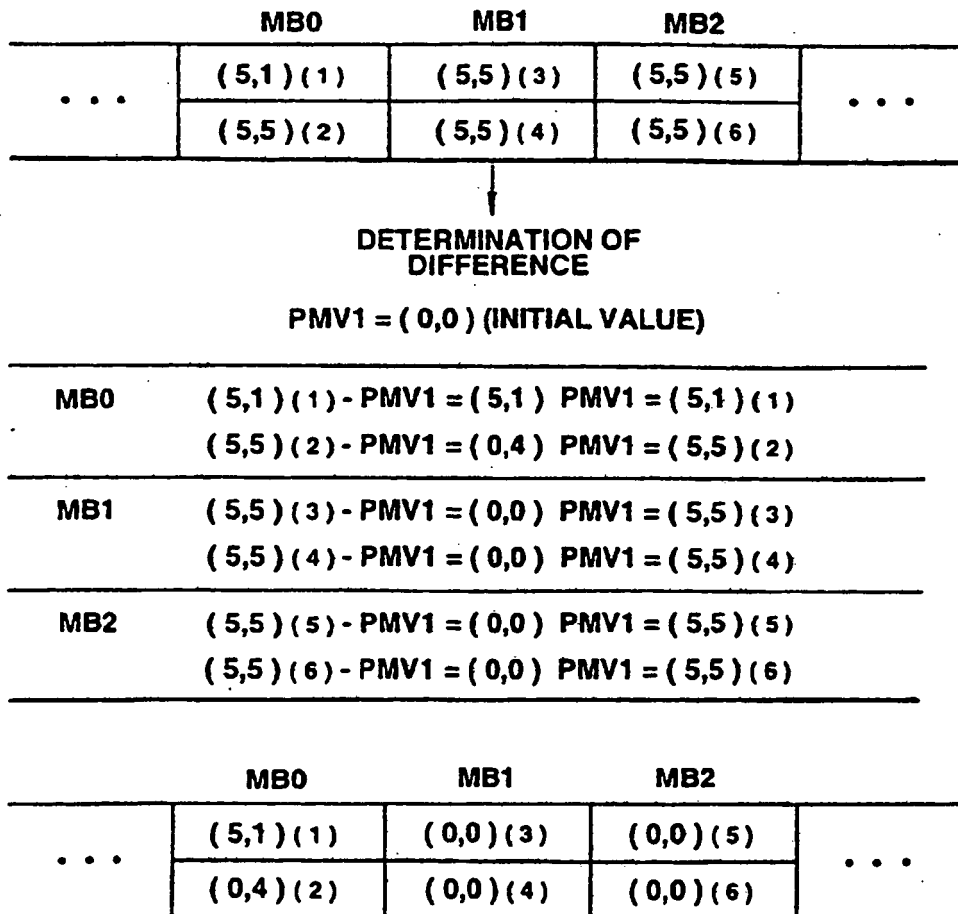 MB0 MB1 MB2
(5,1)(1) (5,5)(3) (5,5)(5)
• • • • • •
(5,5)(2) (5,5)(4) (5,5)(6)
DETERMINATION OF
DIFFERENCE
PMV1 = (0,0) (INITIAL VALUE)
MB0 (5,1)(1) - PMV1 = (5,1) PMV1 = (5,1)(1)
(5,5)(2) - PMV1 = (0,4) PMV1 = (5,5)(2)
MB1 (5,5)(3) - PMV1 = (0,0) PMV1 = (5,5)(3)
(5,5)(4) - PMV1 = (0,0) PMV1 = (5,5)(4)
MB2 (5,5)(5) - PMV1 = (0,0) PMV1 = (5,5)(5)
(5,5)(6) - PMV1 = (0,0) PMV1 = (5,5)(6)
MB0 MB1 MB2
(5,1)(1) (0,0)(3) (0,0)(5)
• • • • • •
(0,4)(2) (0,0)(4) (0,0)(6)